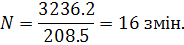 N = 3236.2 / 208.5 = 16 змін.